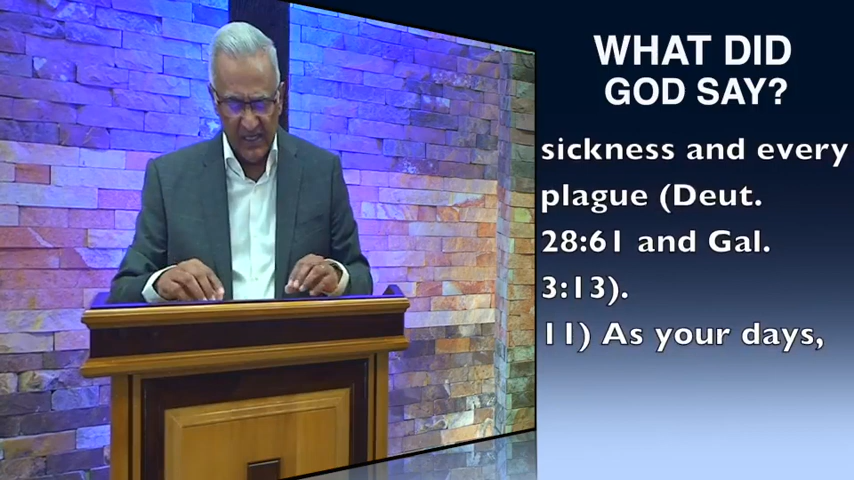 WHAT DID
GOD SAY?
sickness and every
plague (Deut.
28:61 and Gal.
3:13).
11) As your days,